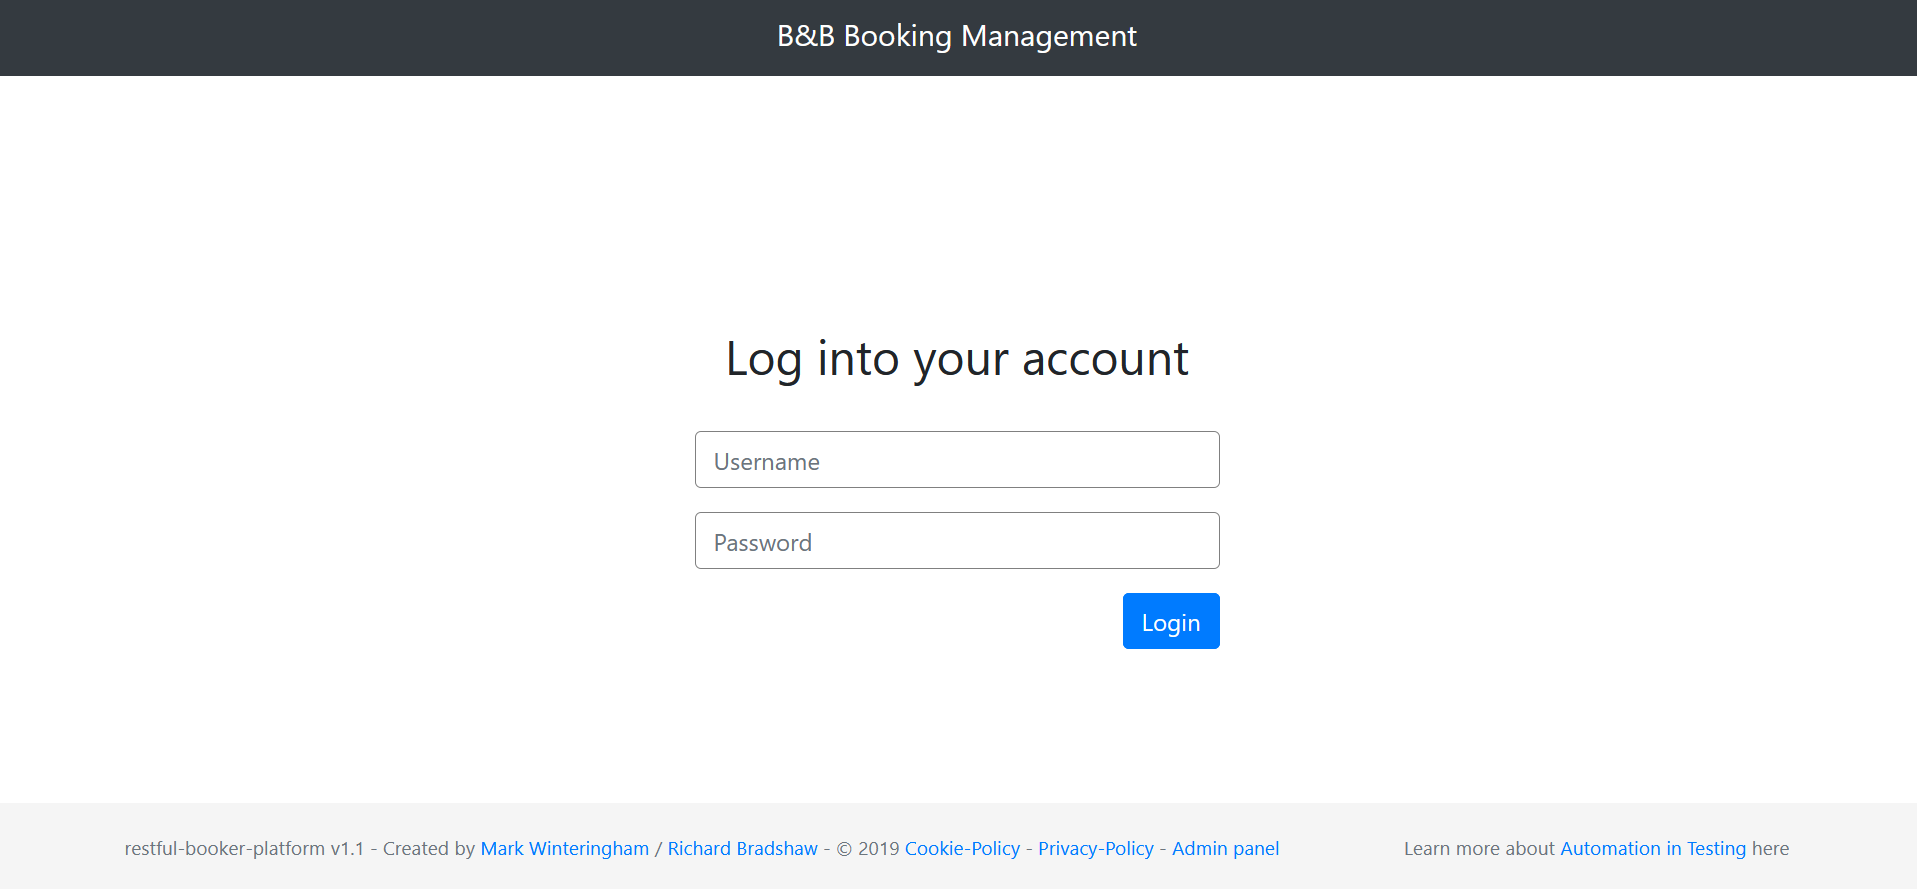 B&B Booking Management
Log into your account
Username
Password
Login
restful-booker-platform v1.1 - Created by Mark Winteringham / Richard Bradshaw - © 2019 Cookie-Policy - Privacy-Policy - Admin panel
Learn more about Automation in Testing here